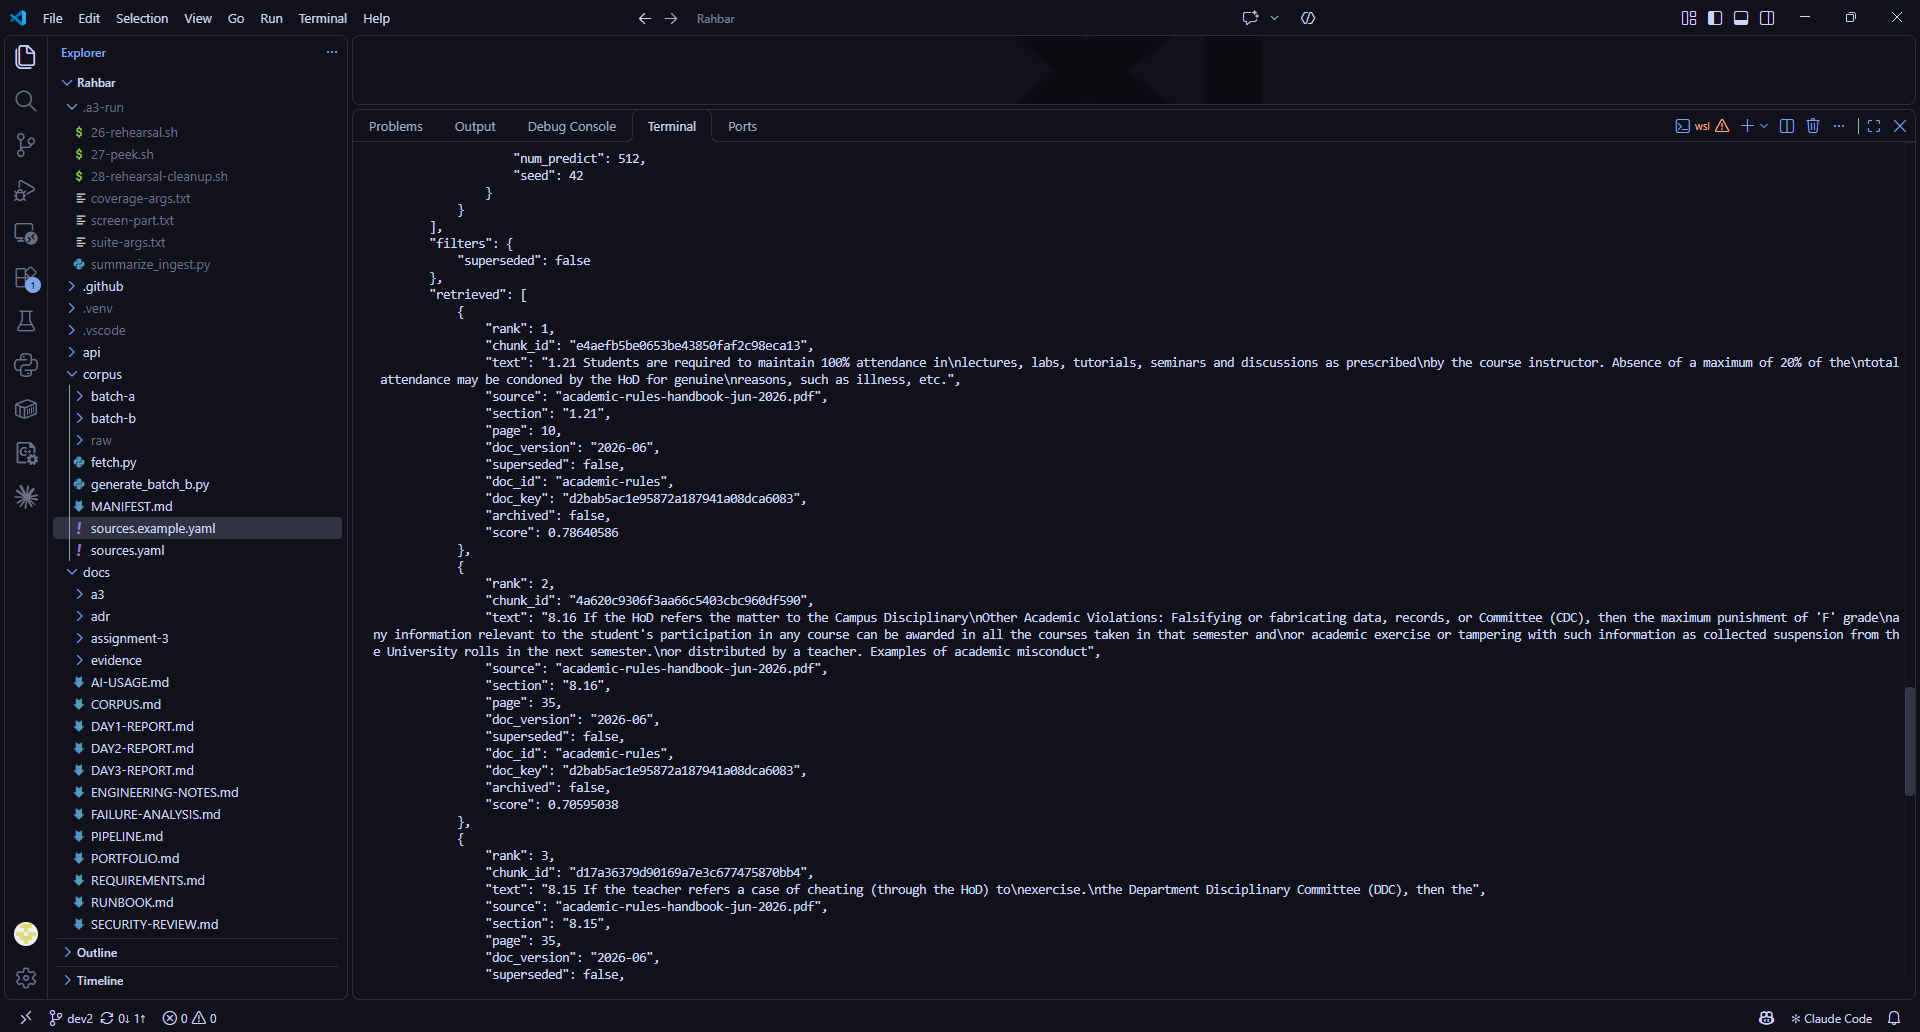 File Edit Selection View Go Run Terminal Help
Rahbar
Explorer
Rahbar
.a3-run
$ 26-rehearsal.sh
$ 27-peek.sh
$ 28-rehearsal-cleanup.sh
coverage-args.txt
screen-part.txt
suite-args.txt
summarize_ingest.py
.github
.venv
.vscode
api
corpus
batch-a
batch-b
raw
fetch.py
generate_batch_b.py
MANIFEST.md
! sources.example.yaml
! sources.yaml
docs
a3
adr
assignment-3
evidence
AI-USAGE.md
CORPUS.md
DAY1-REPORT.md
DAY2-REPORT.md
DAY3-REPORT.md
ENGINEERING-NOTES.md
FAILURE-ANALYSIS.md
PIPELINE.md
PORTFOLIO.md
REQUIREMENTS.md
RUNBOOK.md
SECURITY-REVIEW.md
Outline
Timeline
1
Problems Output Debug Console Terminal Ports
wsl
"num_predict": 512,
"seed": 42
}
}
],
"filters": {
"superseded": false
},
"retrieved": [
{
"rank": 1,
"chunk_id": "e4aefb5be0653be43850faf2c98eca13",
"text": "1.21 Students are required to maintain 100% attendance in\nlectures, labs, tutorials, seminars and discussions as prescribed\nby the course instructor. Absence of a maximum of 20% of the\ntotal
attendance may be condoned by the HoD for genuine\nreasons, such as illness, etc.",
"source": "academic-rules-handbook-jun-2026.pdf",
"section": "1.21",
"page": 10,
"doc_version": "2026-06",
"superseded": false,
"doc_id": "academic-rules",
"doc_key": "d2bab5ac1e95872a187941a08dca6083",
"archived": false,
"score": 0.78640586
},
{
"rank": 2,
"chunk_id": "4a620c9306f3aa66c5403cbc960df590",
"text": "8.16 If the HoD refers the matter to the Campus Disciplinary\nOther Academic Violations: Falsifying or fabricating data, records, or Committee (CDC), then the maximum punishment of 'F' grade\na
ny information relevant to the student's participation in any course can be awarded in all the courses taken in that semester and\nor academic exercise or tampering with such information as collected suspension from th
e University rolls in the next semester.\nor distributed by a teacher. Examples of academic misconduct",
"source": "academic-rules-handbook-jun-2026.pdf",
"section": "8.16",
"page": 35,
"doc_version": "2026-06",
"superseded": false,
"doc_id": "academic-rules",
"doc_key": "d2bab5ac1e95872a187941a08dca6083",
"archived": false,
"score": 0.70595038
},
{
"rank": 3,
"chunk_id": "d17a36379d90169a7e3c677475870bb4",
"text": "8.15 If the teacher refers a case of cheating (through the HoD) to\nexercise.\nthe Department Disciplinary Committee (DDC), then the",
"source": "academic-rules-handbook-jun-2026.pdf",
"section": "8.15",
"page": 35,
"doc_version": "2026-06",
"superseded": false,
dev2 0↓ 1↑ 0 0
Claude Code